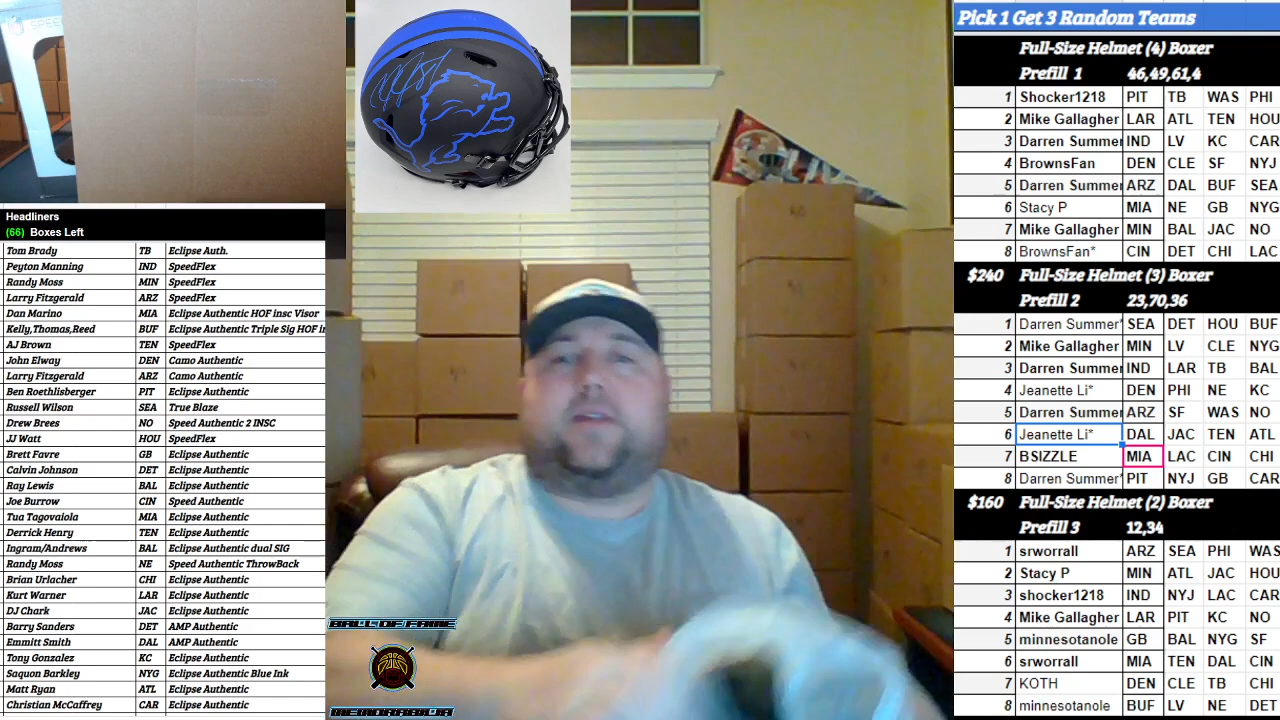 Headliners
(66) Boxes Left
Tom Brady TB Eclipse Auth.
Peyton Manning IND SpeedFlex
Randy Moss MIN SpeedFlex
Larry Fitzgerald ARZ SpeedFlex
Dan Marino MIA Eclipse Authentic HOF insc Visor
Kelly,Thomas,Reed BUF Eclipse Authentic Triple Sig HOF i
AJ Brown TEN SpeedFlex
John Elway DEN Camo Authentic
Larry Fitzgerald ARZ Camo Authentic
Ben Roethlisberger PIT Eclipse Authentic
Russell Wilson SEA True Blaze
Drew Brees NO Speed Authentic 2 INSC
JJ Watt HOU SpeedFlex
Brett Favre GB Eclipse Authentic
Calvin Johnson DET Eclipse Authentic
Ray Lewis BAL Eclipse Authentic
Joe Burrow CIN Speed Authentic
Tua Tagovaiola MIA Eclipse Authentic
Derrick Henry TEN Eclipse Authentic
Ingram/Andrews BAL Eclipse Authentic dual SIG
Randy Moss NE Speed Authentic ThrowBack
Brian Urlacher CHI Eclipse Authentic
Kurt Warner LAR Eclipse Authentic
DJ Chark JAC Eclipse Authentic
Barry Sanders DET AMP Authentic
Emmitt Smith DAL AMP Authentic
Tony Gonzalez KC Eclipse Authentic
Saquon Barkley NYG Eclipse Authentic Blue Ink
Matt Ryan ATL Eclipse Authentic
Christian McCaffrey CAR Eclipse Authentic
BALL OF FAME
MEMORABILIA
Pick 1 Get 3 Random Teams
Full-Size Helmet (4) Boxer
Prefill 1 46,49,61,4
1 Shocker1218 PIT TB WAS PHI
2 Mike Gallagher LAR ATL TEN HOU
3 Darren Summer IND LV KC CAR
4 BrownsFan DEN CLE SF NYJ
5 Darren Summer ARZ DAL BUF SEA
6 Stacy P MIA NE GB NYG
7 Mike Gallagher MIN BAL JAC NO
8 BrownsFan* CIN DET CHI LAC
$240 Full-Size Helmet (3) Boxer
Prefill 2 23,70,36
1 Darren Summer* SEA DET HOU BUF
2 Mike Gallagher MIN LV CLE NYG
3 Darren Summer IND LAR TB BAL
4 Jeanette Li* DEN PHI NE KC
5 Darren Summer ARZ SF WAS NO
6 Jeanette Li* DAL JAC TEN ATL
7 BSIZZLE MIA LAC CIN CHI
8 Darren Summer* PIT NYJ GB CAR
$160 Full-Size Helmet (2) Boxer
Prefill 3 12,34
1 srworrall ARZ SEA PHI WAS
2 Stacy P MIN ATL JAC HOU
3 shocker1218 IND NYJ LAC CAR
4 Mike Gallagher LAR PIT KC NO
5 minnesotanole GB BAL NYG SF
6 srworrall MIA TEN DAL CIN
7 KOTH DEN CLE TB CHI
8 minnesotanole BUF LV NE DET